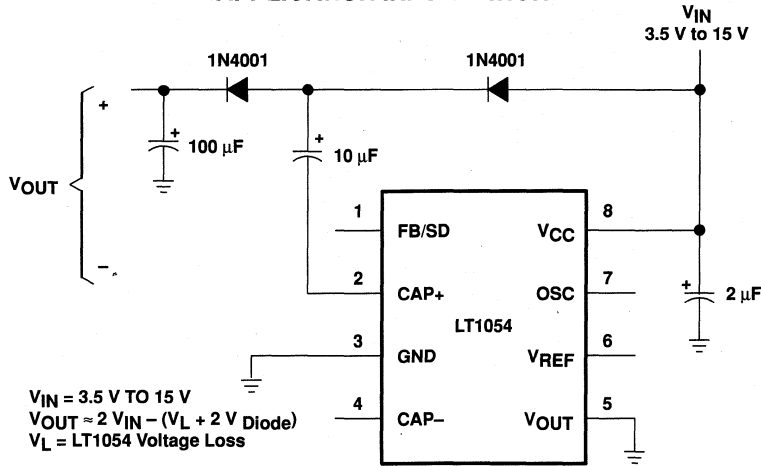 VIN
3.5 V to 15 V
1N4001
1N4001
+
+
100 µF
+
10 µF
VOUT
–
1
FB/SD
VCC
8
2
CAP+
OSC
7
+
2 µF
LT1054
3
GND
VREF
6
4
CAP–
VOUT
5
VIN = 3.5 V TO 15 V
VOUT ≈ 2 VIN – (VL + 2 V Diode)
VL = LT1054 Voltage Loss